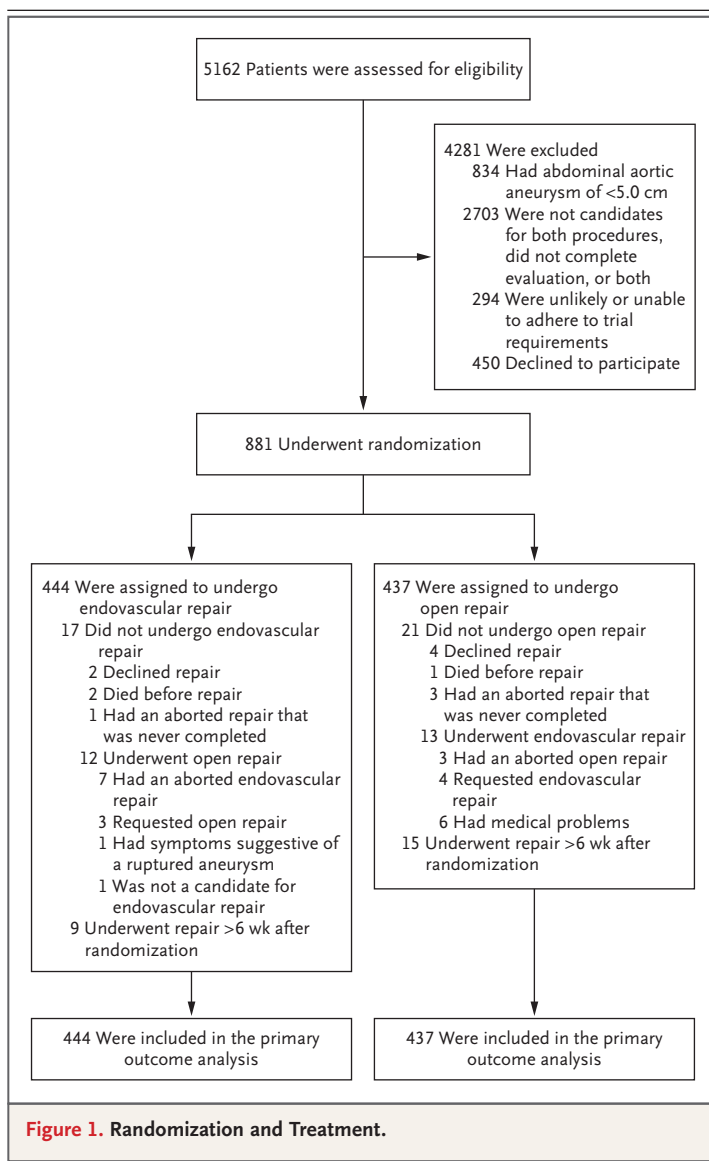 5162 Patients were assessed for eligibility
4281 Were excluded
834 Had abdominal aortic
aneurysm of <5.0 cm
2703 Were not candidates
for both procedures,
did not complete
evaluation, or both
294 Were unlikely or unable
to adhere to trial
requirements
450 Declined to participate
881 Underwent randomization
444 Were assigned to undergo
endovascular repair
17 Did not undergo endovascular
repair
2 Declined repair
2 Died before repair
1 Had an aborted repair that
was never completed
12 Underwent open repair
7 Had an aborted endovascular
repair
3 Requested open repair
1 Had symptoms suggestive of
a ruptured aneurysm
1 Was not a candidate for
endovascular repair
9 Underwent repair >6 wk after
randomization
437 Were assigned to undergo
open repair
21 Did not undergo open repair
4 Declined repair
1 Died before repair
3 Had an aborted repair that
was never completed
13 Underwent endovascular repair
3 Had an aborted open repair
4 Requested endovascular
repair
6 Had medical problems
15 Underwent repair >6 wk after
randomization
444 Were included in the primary
outcome analysis
437 Were included in the primary
outcome analysis
Figure 1. Randomization and Treatment.